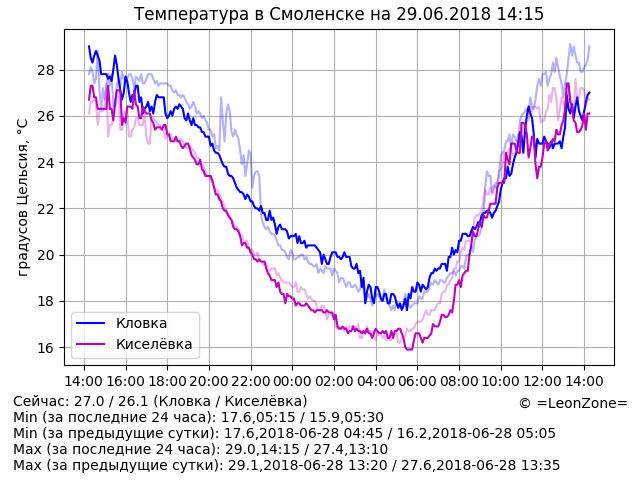 Температура в Смоленске на 29.06.2018 14:15
градусов Цельсия, °C
28
26
24
22
20
18
16
Кловка
Киселёвка
14:00 16:00 18:00 20:00 22:00 00:00 02:00 04:00 06:00 08:00 10:00 12:00 14:00
Сейчас: 27.0 / 26.1 (Кловка / Киселёвка)
© =LeonZone=
Min (за последние 24 часа): 17.6,05:15 / 15.9,05:30
Min (за предыдущие сутки): 17.6,2018-06-28 04:45 / 16.2,2018-06-28 05:05
Max (за последние 24 часа): 29.0,14:15 / 27.4,13:10
Max (за предыдущие сутки): 29.1,2018-06-28 13:20 / 27.6,2018-06-28 13:35